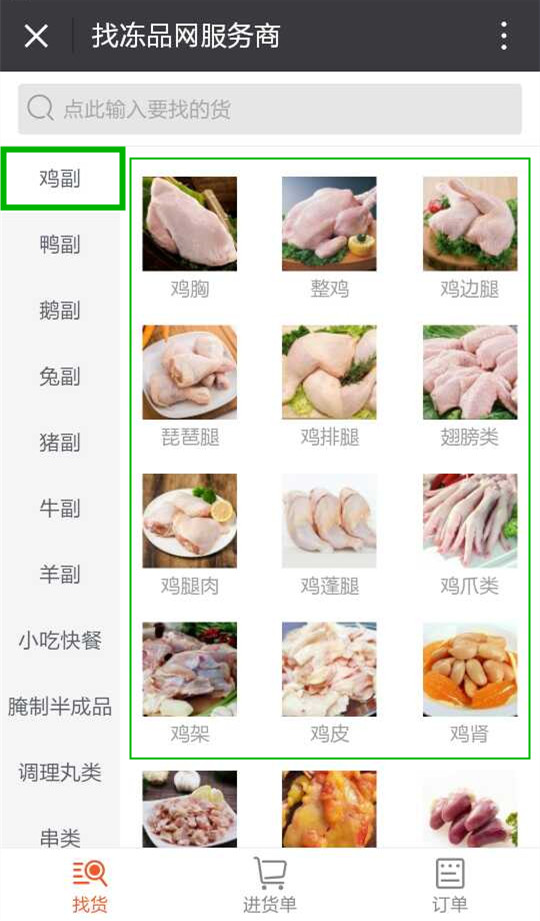 找冻品网服务商
点此输入要找的货
鸡副
鸭副
鹅副
兔副
猪副
牛副
羊副
小吃快餐
腌制半成品
调理丸类
串类
鸡胸
整鸡
鸡边腿
琵琶腿
鸡排腿
翅膀类
鸡腿肉
鸡蓬腿
鸡爪类
鸡架
鸡皮
鸡肾
找货
进货单
订单